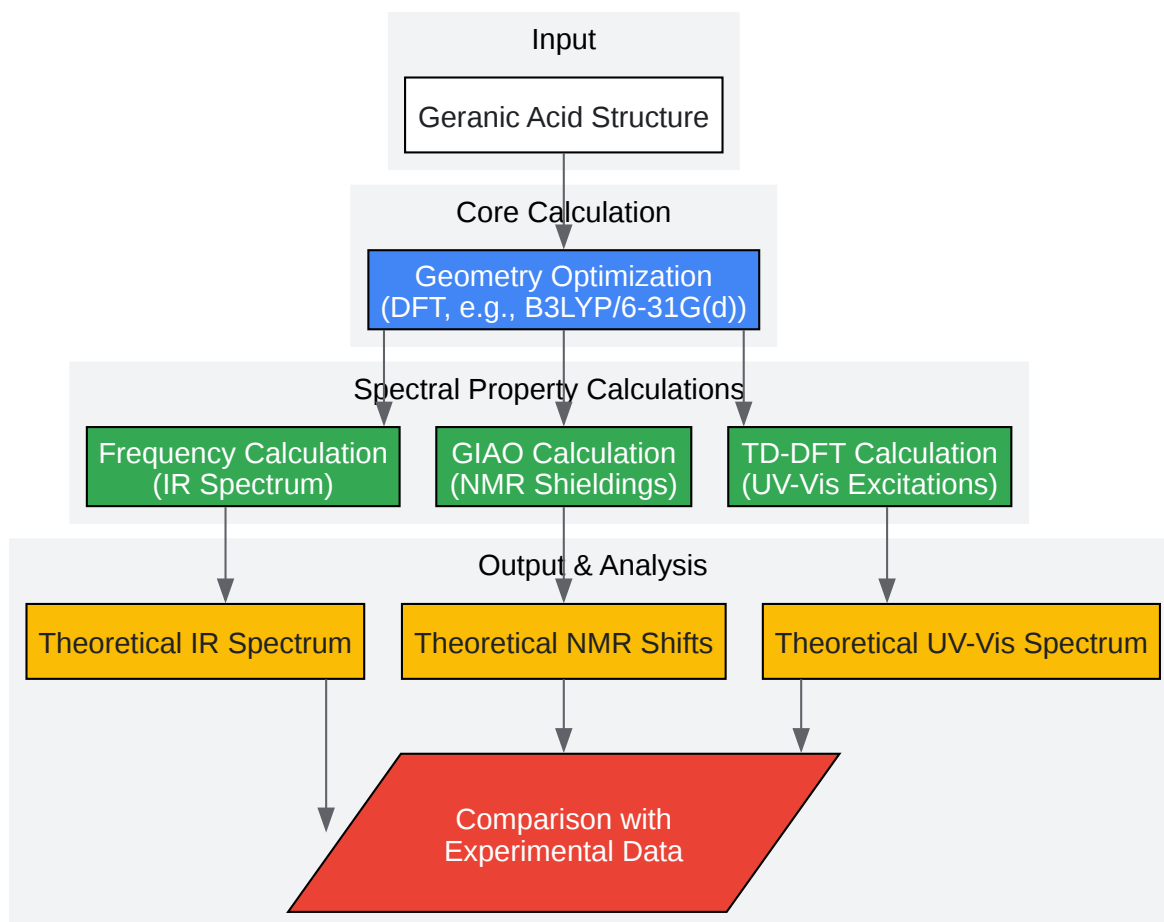 Input
Geranic Acid Structure
Core Calculation
Geometry Optimization
(DFT, e.g., B3LYP/6-31G(d))
Spectral Property Calculations
Frequency Calculation
(IR Spectrum)
GIAO Calculation
(NMR Shieldings)
TD-DFT Calculation
(UV-Vis Excitations)
Output & Analysis
Theoretical IR Spectrum
Theoretical NMR Shifts
Theoretical UV-Vis Spectrum
Comparison with
Experimental Data